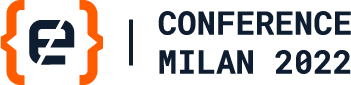 {e} | CONFERENCE
MILAN 2022